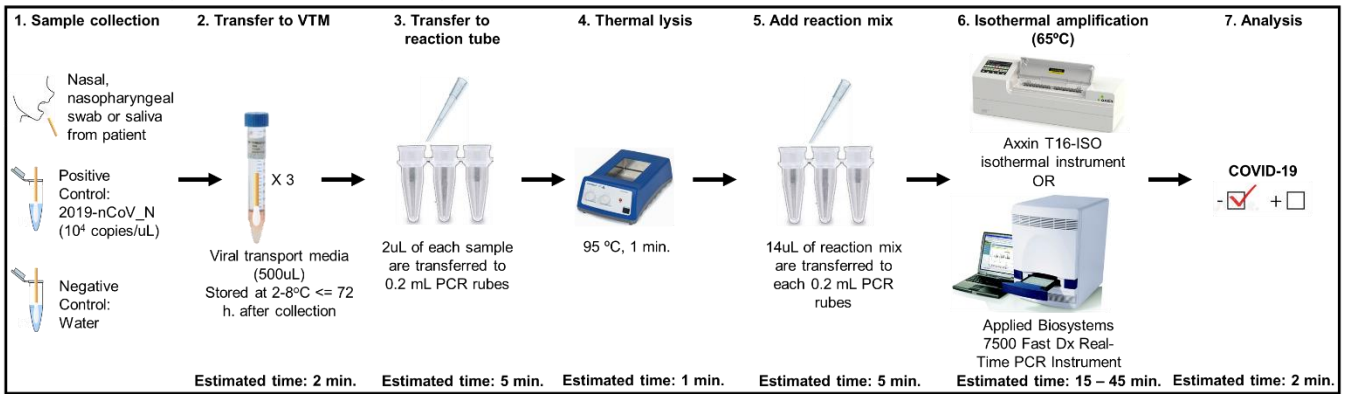 1. Sample collection
Nasal,
nasopharyngeal
swab or saliva
from patient
Positive
Control:
2019-nCoV_N
(10⁴ copies/uL)
Negative
Control:
Water
2. Transfer to VTM
X 3
Viral transport media
(500uL)
Stored at 2-8ºC <= 72
h. after collection
Estimated time: 2 min.
3. Transfer to
reaction tube
2uL of each sample
are transferred to
0.2 mL PCR rubes
Estimated time: 5 min.
4. Thermal lysis
95 ºC, 1 min.
Estimated time: 1 min.
5. Add reaction mix
14uL of reaction mix
are transferred to
each 0.2 mL PCR
rubes
Estimated time: 5 min.
6. Isothermal amplification
(65ºC)
Axxin T16-ISO
isothermal instrument
OR
Applied Biosystems
7500 Fast Dx Real-
Time PCR Instrument
Estimated time: 15 – 45 min.
7. Analysis
COVID-19
- +
Estimated time: 2 min.